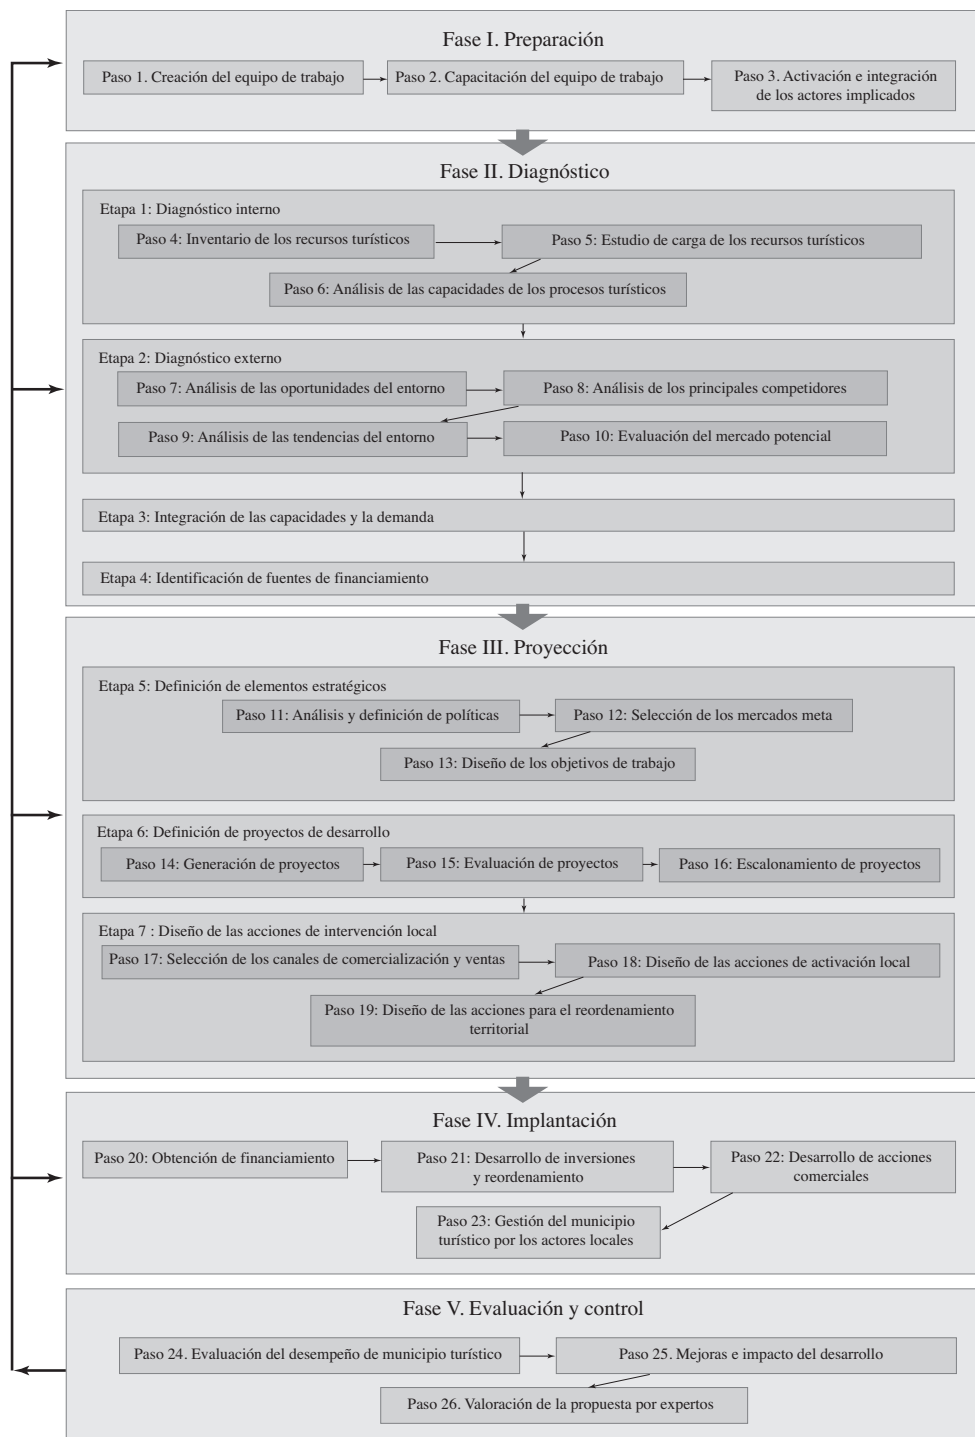 Fase I. Preparación
Paso 1. Creación del equipo de trabajo
Paso 2. Capacitación del equipo de trabajo
Paso 3. Activación e integración
de los actores implicados
Fase II. Diagnóstico
Etapa 1: Diagnóstico interno
Paso 4: Inventario de los recursos turísticos
Paso 5: Estudio de carga de los recursos turísticos
Paso 6: Análisis de las capacidades de los procesos turísticos
Etapa 2: Diagnóstico externo
Paso 7: Análisis de las oportunidades del entorno
Paso 8: Análisis de los principales competidores
Paso 9: Análisis de las tendencias del entorno
Paso 10: Evaluación del mercado potencial
Etapa 3: Integración de las capacidades y la demanda
Etapa 4: Identificación de fuentes de financiamiento
Fase III. Proyección
Etapa 5: Definición de elementos estratégicos
Paso 11: Análisis y definición de políticas
Paso 12: Selección de los mercados meta
Paso 13: Diseño de los objetivos de trabajo
Etapa 6: Definición de proyectos de desarrollo
Paso 14: Generación de proyectos
Paso 15: Evaluación de proyectos
Paso 16: Escalonamiento de proyectos
Etapa 7 : Diseño de las acciones de intervención local
Paso 17: Selección de los canales de comercialización y ventas
Paso 18: Diseño de las acciones de activación local
Paso 19: Diseño de las acciones para el reordenamiento
territorial
Fase IV. Implantación
Paso 20: Obtención de financiamiento
Paso 21: Desarrollo de inversiones
y reordenamiento
Paso 22: Desarrollo de acciones
comerciales
Paso 23: Gestión del municipio
turístico por los actores locales
Fase V. Evaluación y control
Paso 24. Evaluación del desempeño de municipio turístico
Paso 25. Mejoras e impacto del desarrollo
Paso 26. Valoración de la propuesta por expertos